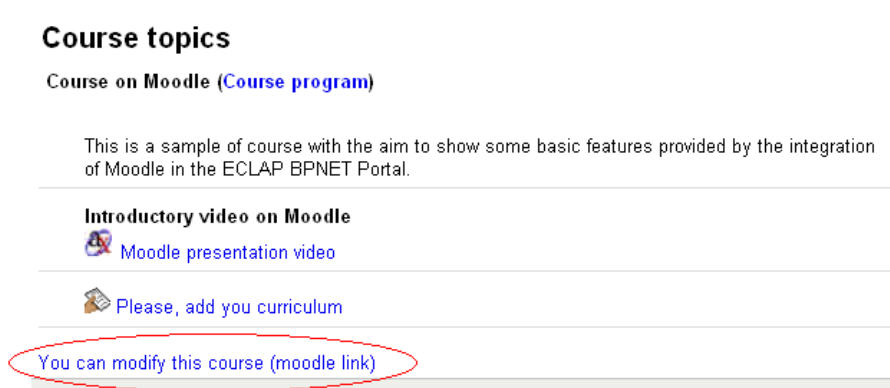 Course topics
Course on Moodle (Course program)
This is a sample of course with the aim to show some basic features provided by the integration
of Moodle in the ECLAP BPNET Portal.
Introductory video on Moodle
Moodle presentation video
Please, add you curriculum
You can modify this course (moodle link)